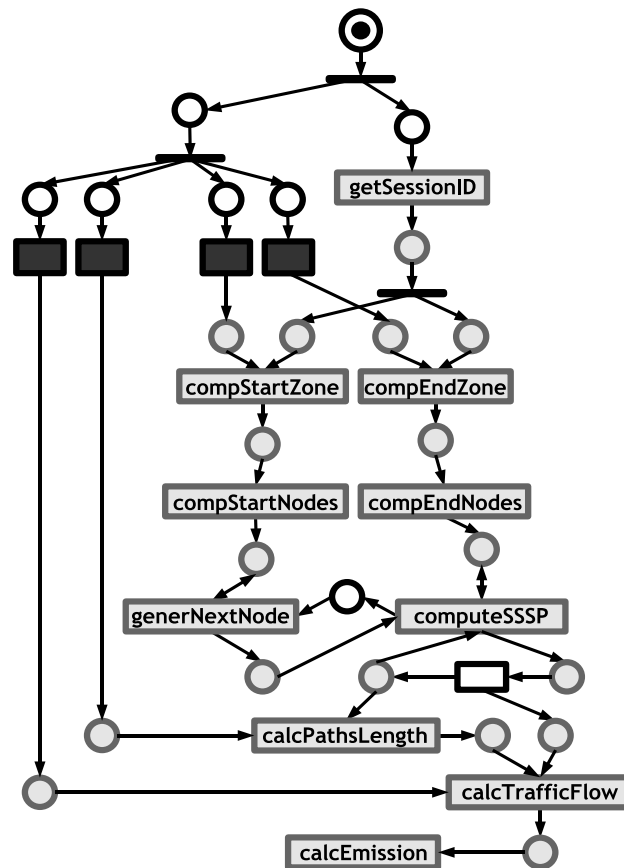 getSessionID
compStartZone
compEndZone
compStartNodes
compEndNodes
generNextNode
computeSSSP
calcPathsLength
calcTrafficFlow
calcEmission